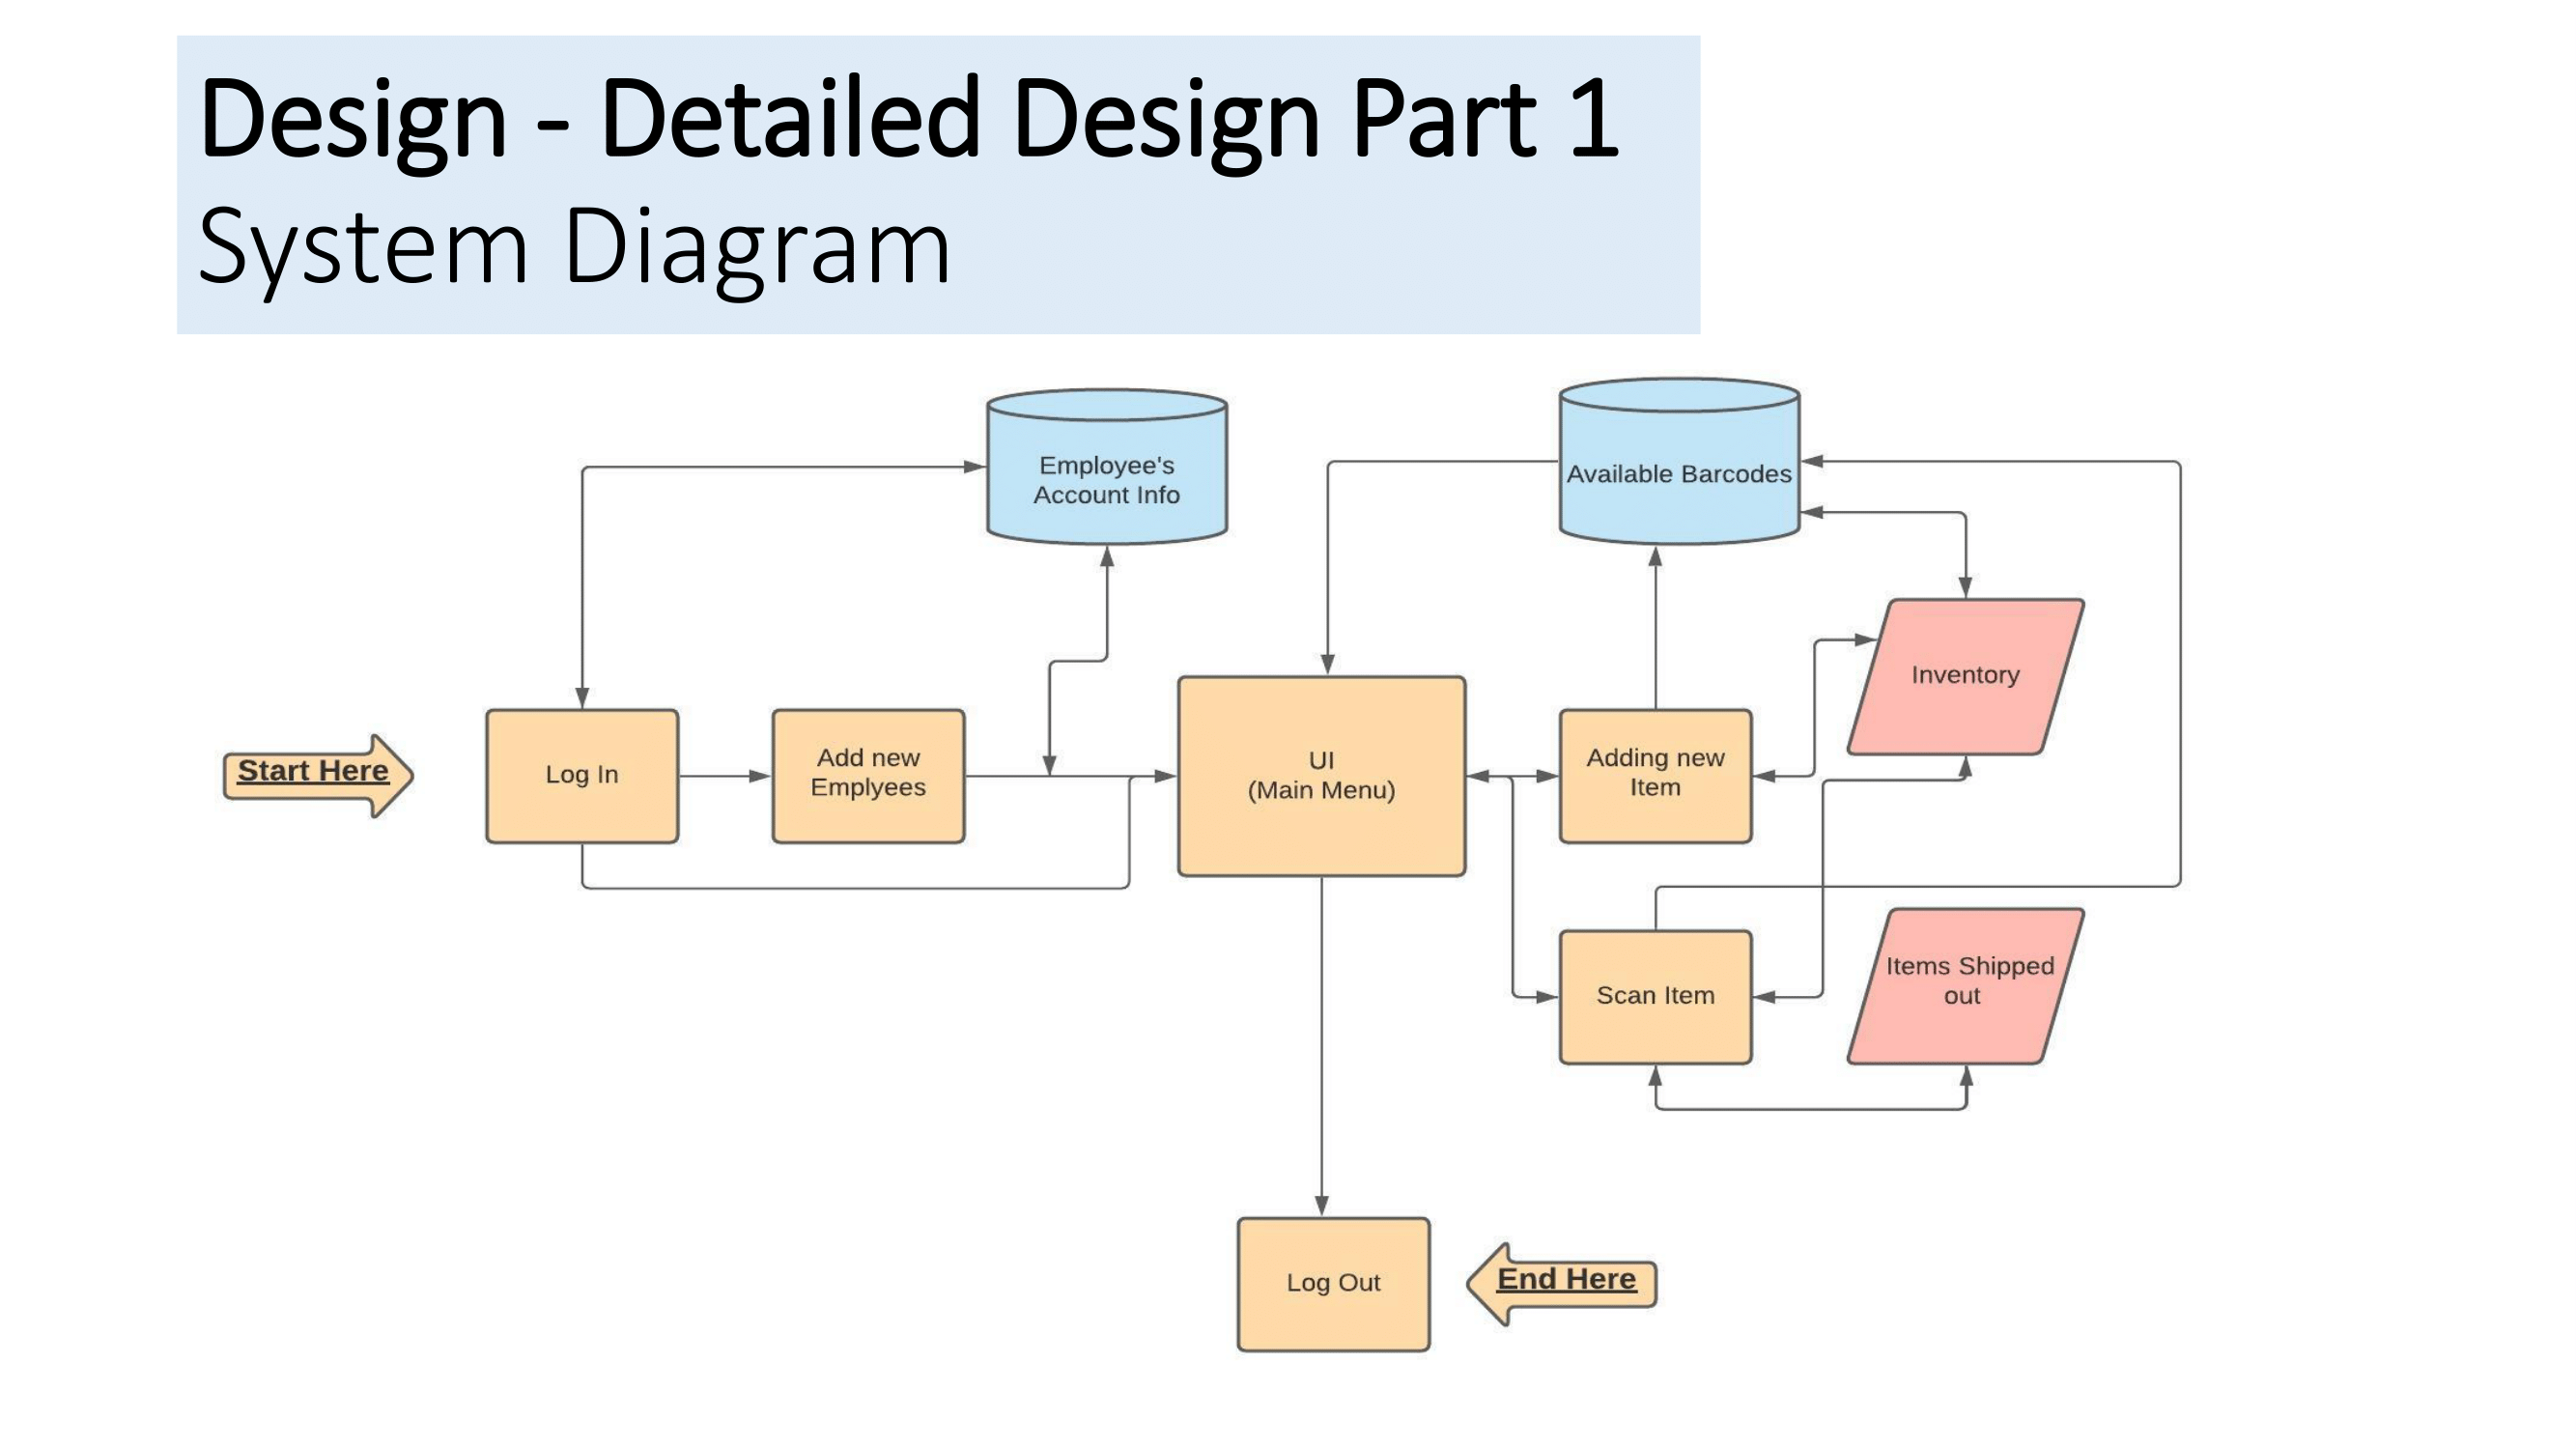 Design - Detailed Design Part 1
System Diagram
Employee's
Account Info
Available Barcodes
Inventory
Start Here
Log In
Add new
Emplyees
UI
(Main Menu)
Adding new
Item
Scan Item
Items Shipped
out
Log Out
End Here